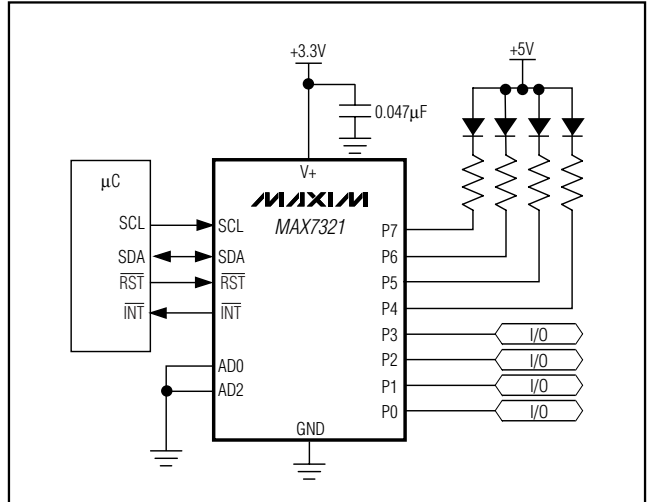 +3.3V
+5V
0.047μF
μC
V+
MAXIM
MAX7321
SCL
SCL
SDA
SDA
RST
RST
INT
INT
AD0
AD2
GND
P7
P6
P5
P4
P3
I/O
P2
I/O
P1
I/O
P0
I/O